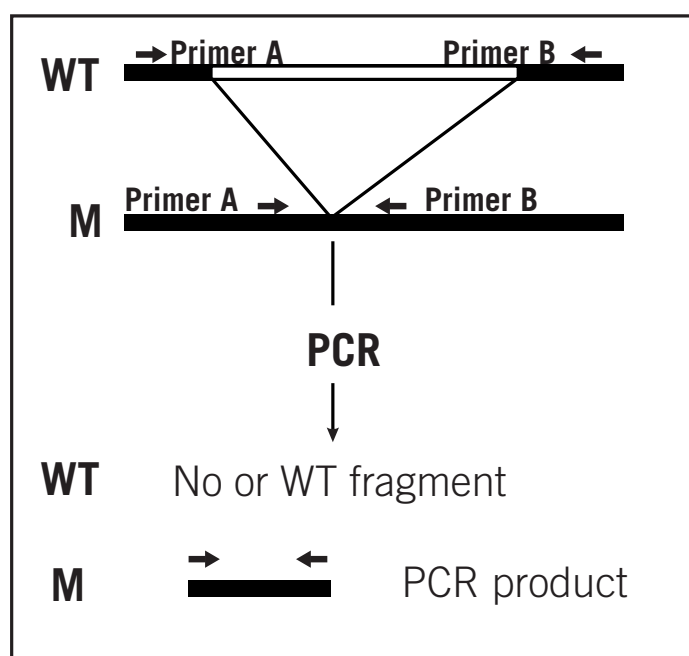 Primer A Primer B
WT
Primer A Primer B
M
PCR
WT No or WT fragment
M PCR product